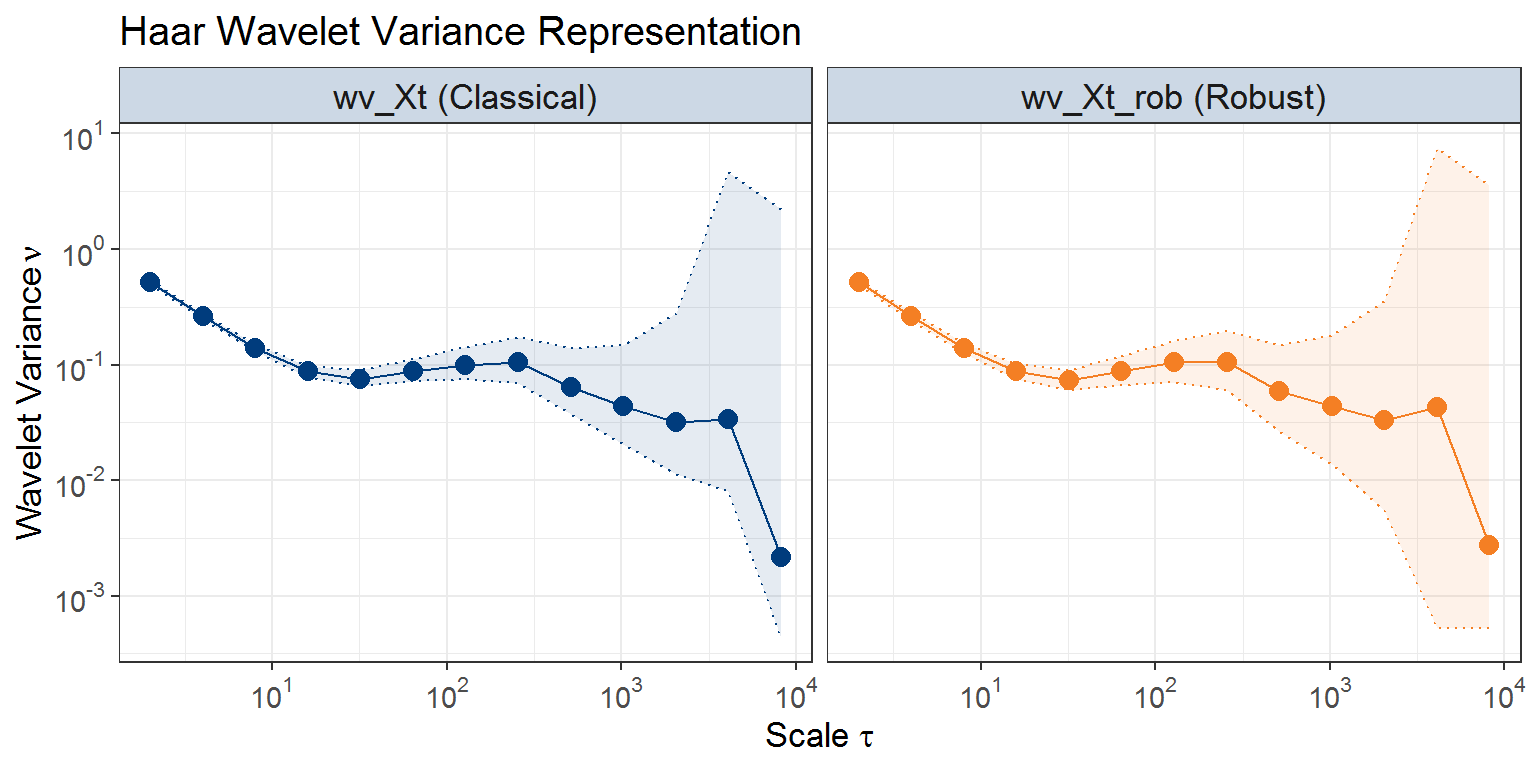 Haar Wavelet Variance Representation
wv_Xt (Classical)
wv_Xt_rob (Robust)
Wavelet Variance ν
10^1
10^0
10^-1
10^-2
10^-3
10^1 10^2 10^3 10^4
10^1 10^2 10^3 10^4
Scale τ